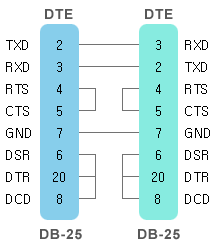 DTE DTE
TXD 2 3 RXD
RXD 3 2 TXD
RTS 4 4 RTS
CTS 5 5 CTS
GND 7 7 GND
DSR 6 6 DSR
DTR 20 20 DTR
DCD 8 8 DCD
DB-25 DB-25